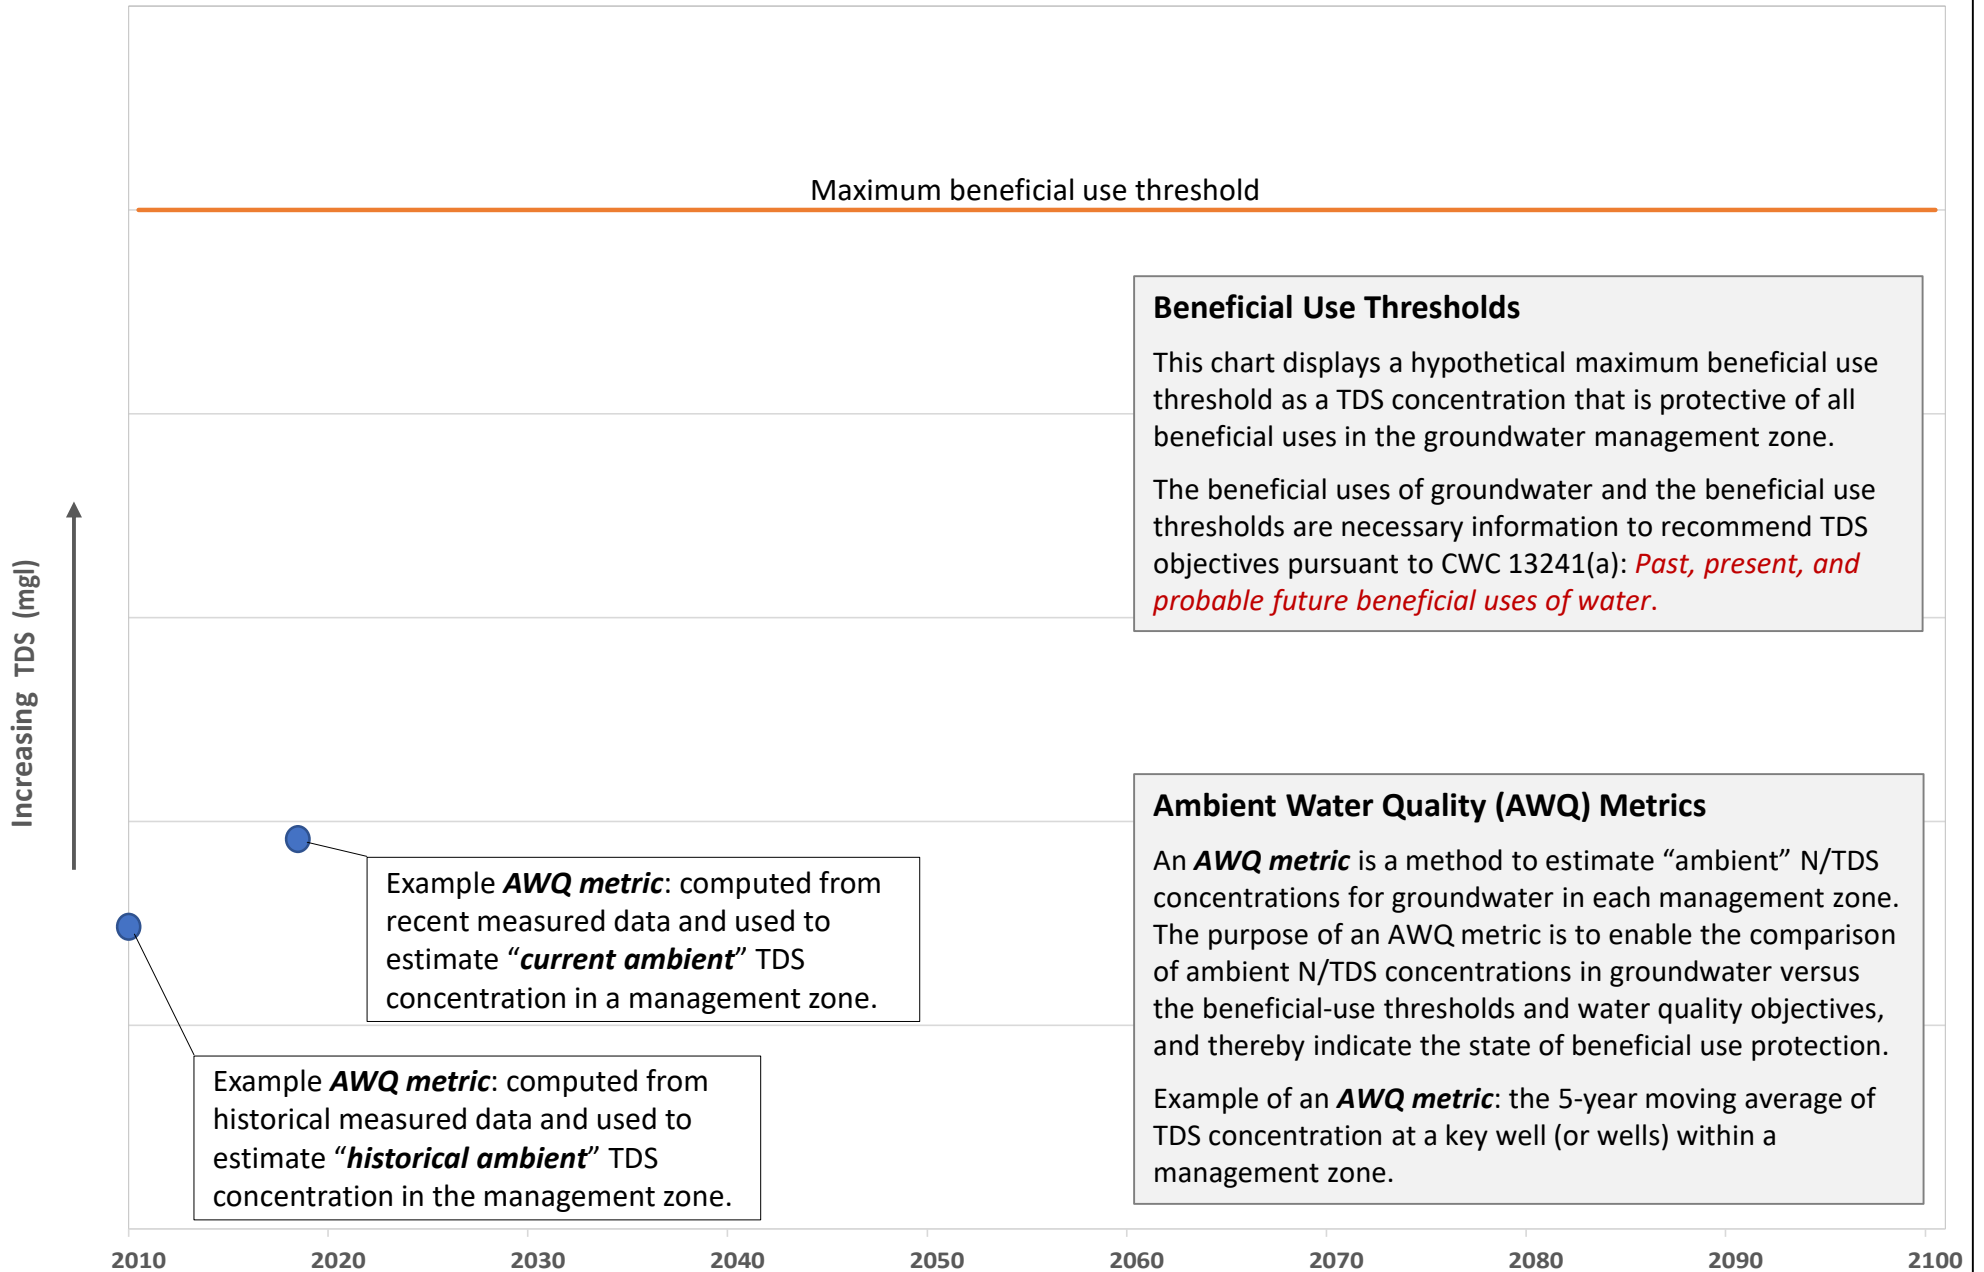 Maximum beneficial use threshold
Beneficial Use Thresholds
This chart displays a hypothetical maximum beneficial use
threshold as a TDS concentration that is protective of all
beneficial uses in the groundwater management zone.
The beneficial uses of groundwater and the beneficial use
thresholds are necessary information to recommend TDS
objectives pursuant to CWC 13241(a): Past, present, and
probable future beneficial uses of water.
Increasing TDS (mgl)
Ambient Water Quality (AWQ) Metrics
An AWQ metric is a method to estimate “ambient” N/TDS
concentrations for groundwater in each management zone.
The purpose of an AWQ metric is to enable the comparison
of ambient N/TDS concentrations in groundwater versus
the beneficial-use thresholds and water quality objectives,
and thereby indicate the state of beneficial use protection.
Example of an AWQ metric: the 5-year moving average of
TDS concentration at a key well (or wells) within a
management zone.
Example AWQ metric: computed from
recent measured data and used to
estimate “current ambient” TDS
concentration in a management zone.
Example AWQ metric: computed from
historical measured data and used to
estimate “historical ambient” TDS
concentration in the management zone.
2010 2020 2030 2040 2050 2060 2070 2080 2090 2100